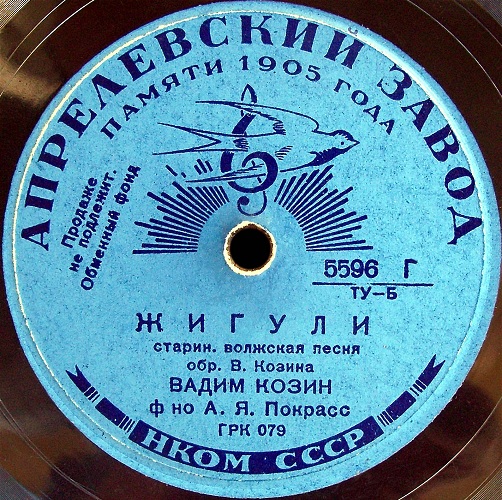 АПРЕЛЕВСКИЙ ЗАВОД
ПАМЯТИ 1905 ГОДА
Продаже
не подлежит.
Обменный фонд
5596 Г
ТУ-Б
ЖИГУЛИ
старин. волжская песня
обр. В. Козина
ВАДИМ КОЗИН
ф но А. Я. Покрасс
ГРК 079
НКОМ СССР